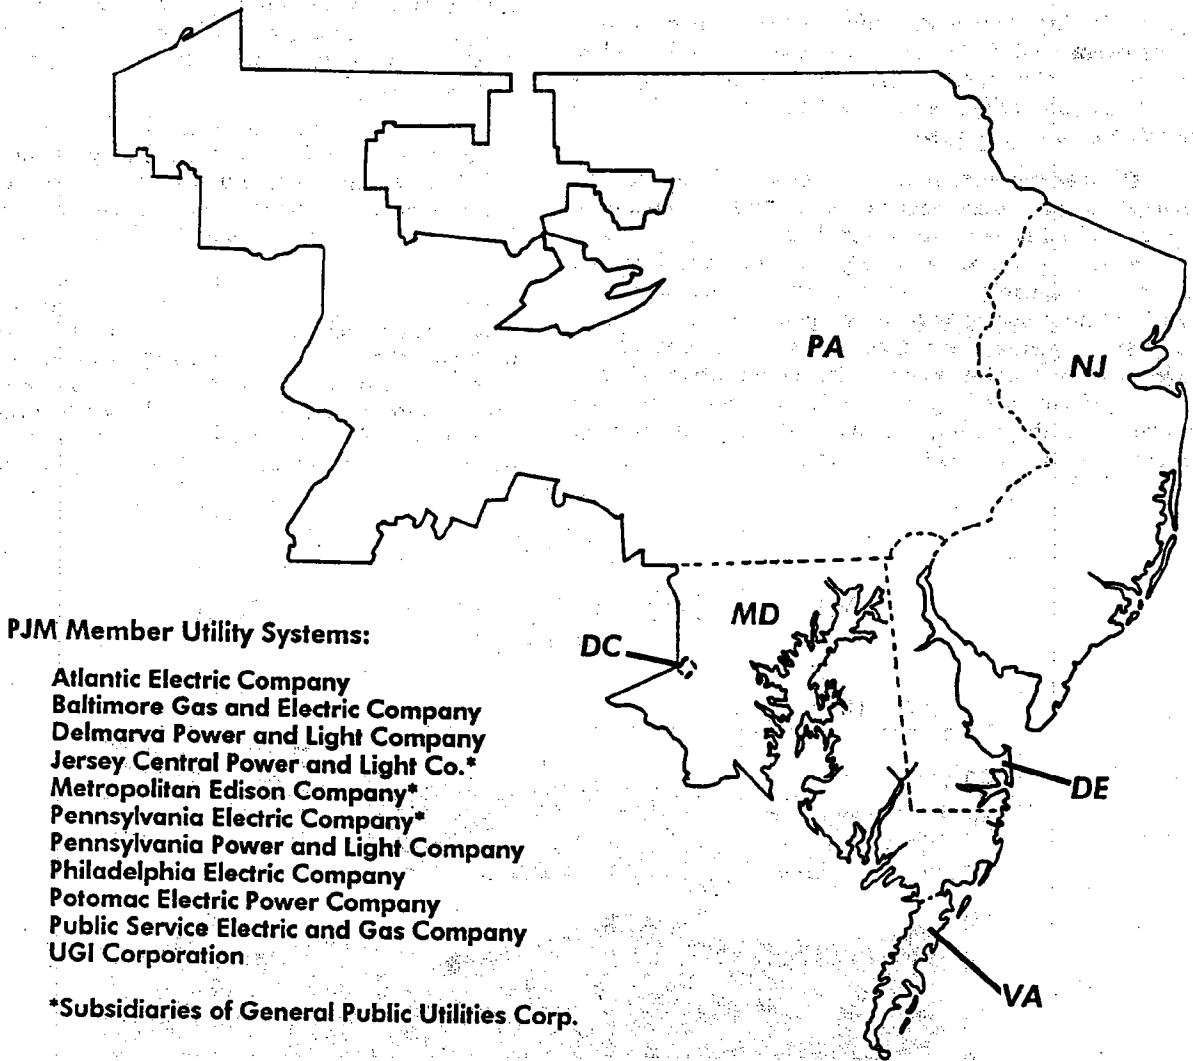 PA
NJ
MD
DC
DE
VA
PJM Member Utility Systems:
Atlantic Electric Company
Baltimore Gas and Electric Company
Delmarva Power and Light Company
Jersey Central Power and Light Co.*
Metropolitan Edison Company*
Pennsylvania Electric Company*
Pennsylvania Power and Light Company
Philadelphia Electric Company
Potomac Electric Power Company
Public Service Electric and Gas Company
UGI Corporation
*Subsidiaries of General Public Utilities Corp.